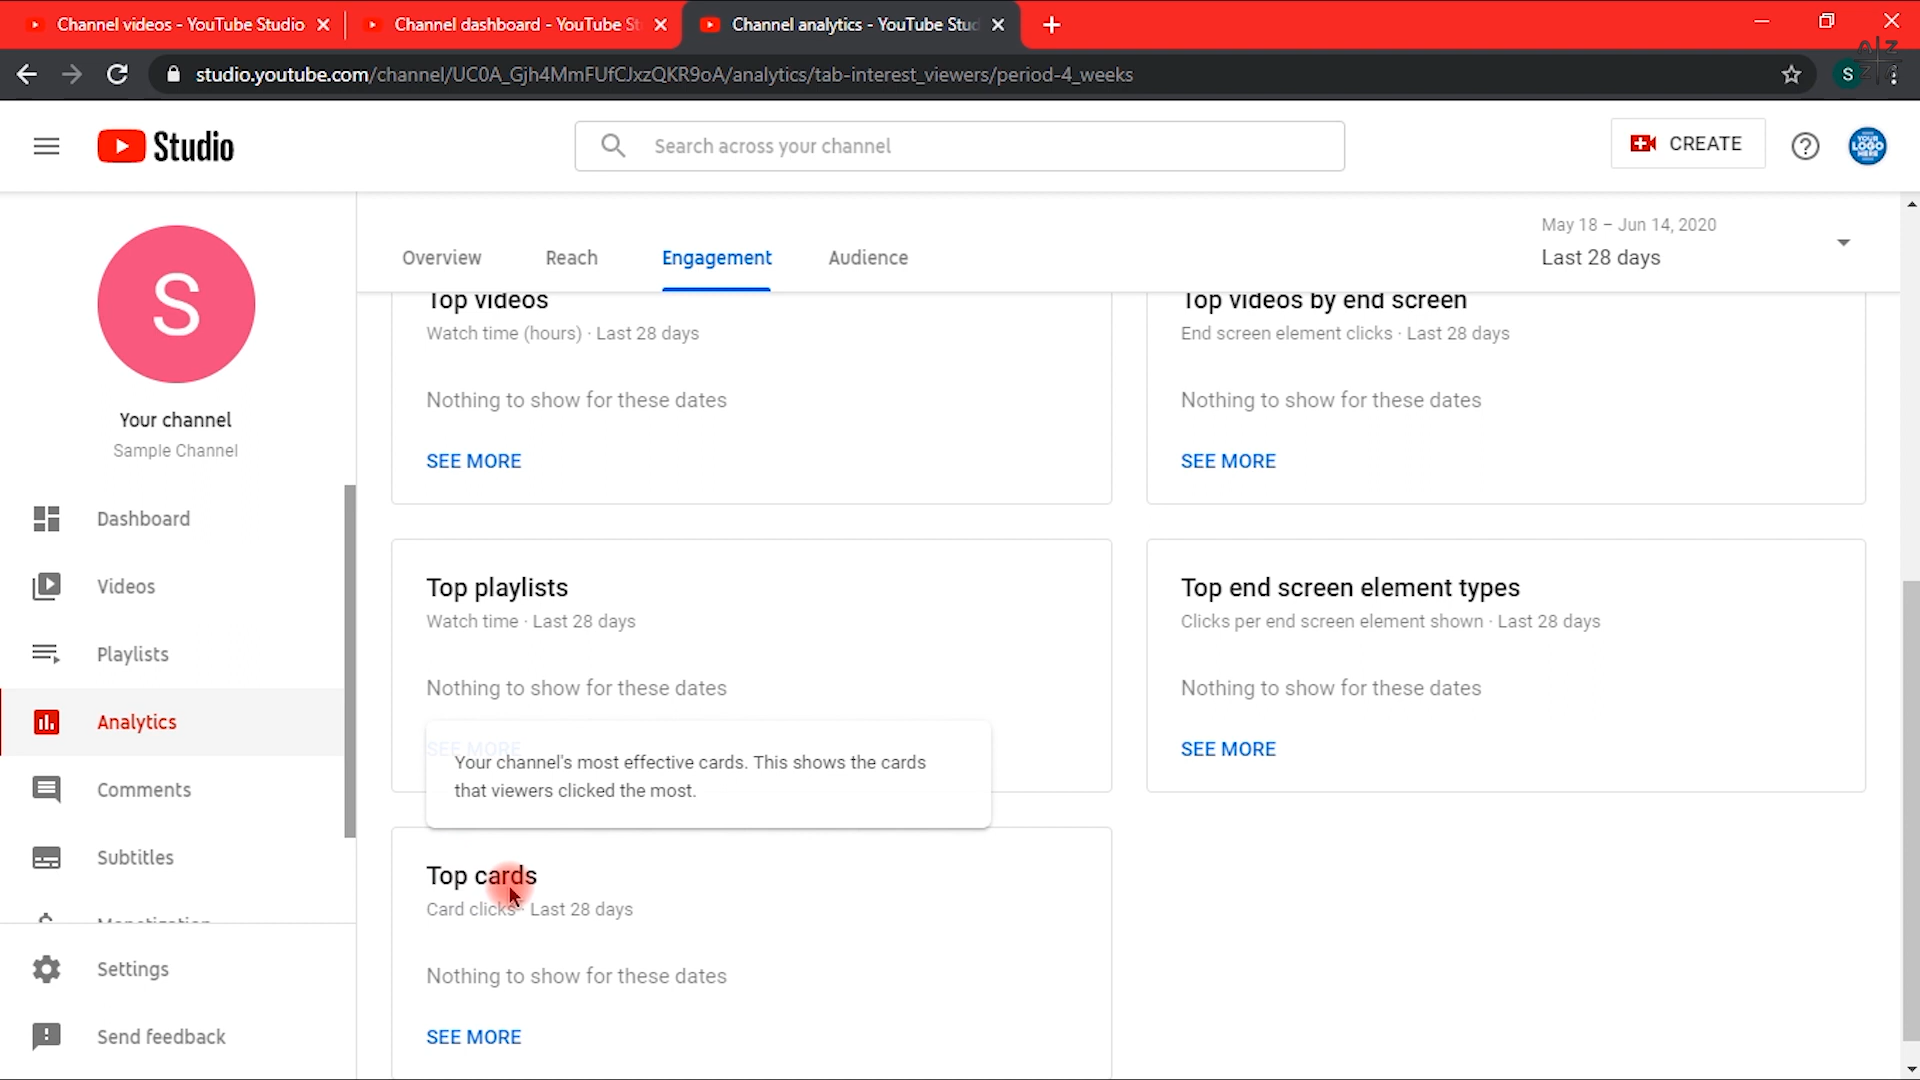 Channel videos - YouTube Studio
Channel dashboard - YouTube St
Channel analytics - YouTube Stud
studio.youtube.com/channel/UC0A_Gjh4MmFUfCJxzQKR9oA/analytics/tab-interest_viewers/period-4_weeks
S
Studio
Search across your channel
CREATE
YOUR LOGO HERE
S
Your channel
Sample Channel
Dashboard
Videos
Playlists
Analytics
Comments
Subtitles
Monetization
Settings
Send feedback
Overview
Reach
Engagement
Audience
May 18 – Jun 14, 2020
Last 28 days
Top videos
Watch time (hours) · Last 28 days
Nothing to show for these dates
SEE MORE
Top videos by end screen
End screen element clicks · Last 28 days
Nothing to show for these dates
SEE MORE
Top playlists
Watch time · Last 28 days
Nothing to show for these dates
SEE MORE
Your channel's most effective cards. This shows the cards
that viewers clicked the most.
Top end screen element types
Clicks per end screen element shown · Last 28 days
Nothing to show for these dates
SEE MORE
Top cards
Card clicks · Last 28 days
Nothing to show for these dates
SEE MORE